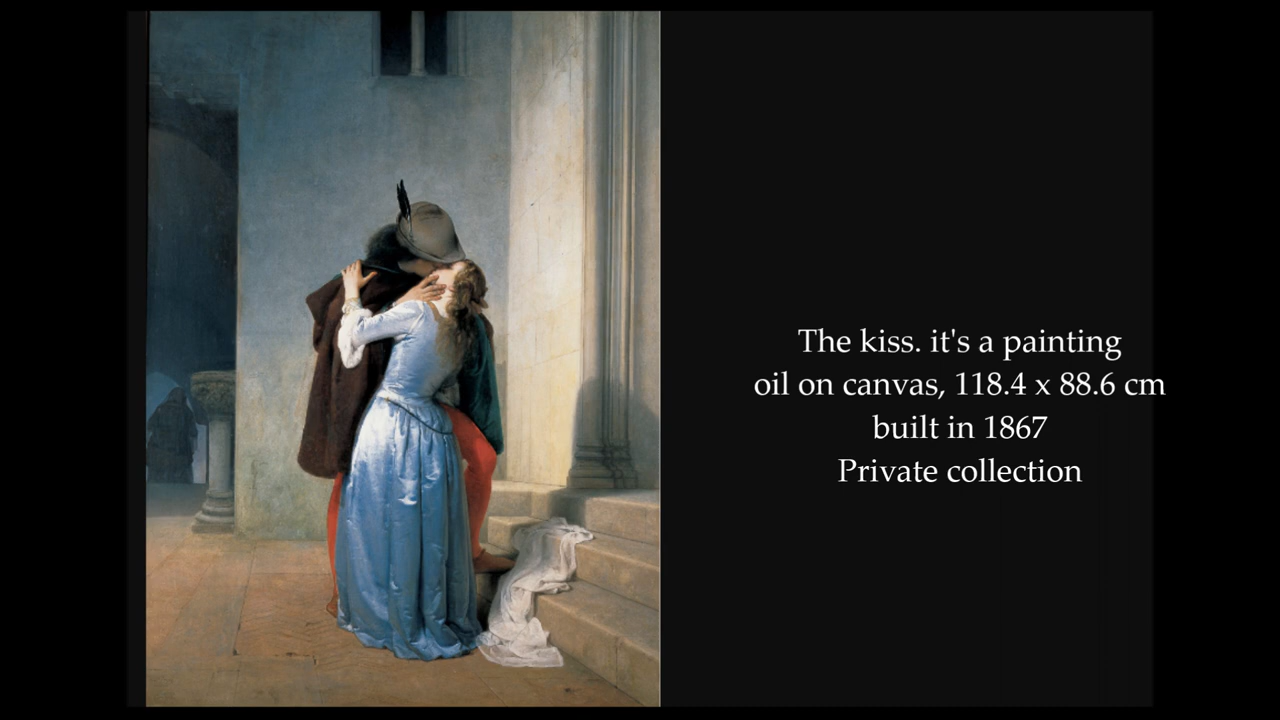 The kiss. it's a painting
oil on canvas, 118.4 x 88.6 cm
built in 1867
Private collection